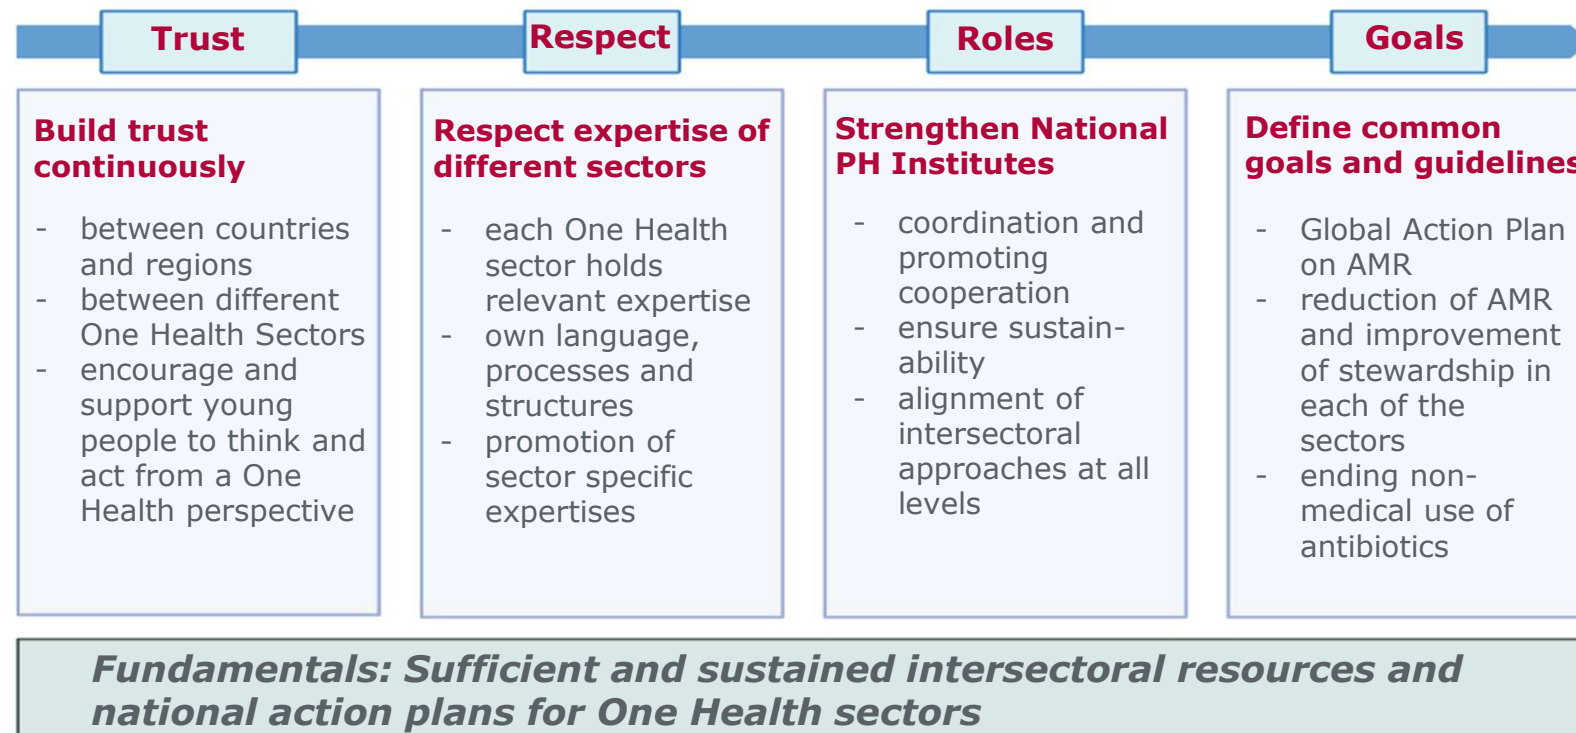 Trust
Respect
Roles
Goals
Build trust
continuously
- between countries
and regions
- between different
One Health Sectors
- encourage and
support young
people to think and
act from a One
Health perspective
Respect expertise of
different sectors
- each One Health
sector holds
relevant expertise
- own language,
processes and
structures
- promotion of
sector specific
expertises
Strengthen National
PH Institutes
- coordination and
promoting
cooperation
- ensure sustain-
ability
- alignment of
intersectoral
approaches at all
levels
Define common
goals and guidelines
- Global Action Plan
on AMR
- reduction of AMR
and improvement
of stewardship in
each of the
sectors
- ending non-
medical use of
antibiotics
Fundamentals: Sufficient and sustained intersectoral resources and
national action plans for One Health sectors